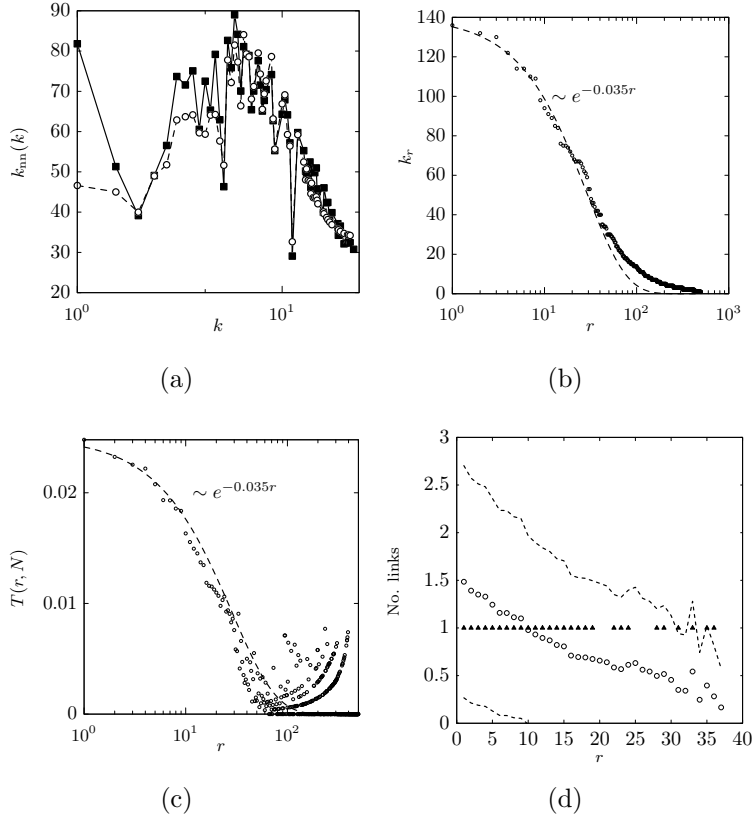 90
80
70
60
50
40
30
20
k_nn(k)
10^0
10^1
k
(a)
140
120
100
80
60
40
20
0
k_r
∼ e^{−0.035r}
10^0
10^1
10^2
10^3
r
(b)
0.02
0.01
0
T(r, N)
∼ e^{−0.035r}
10^0
10^1
10^2
r
(c)
3
2.5
2
1.5
1
0.5
0
No. links
0 5 10 15 20 25 30 35 40
r
(d)